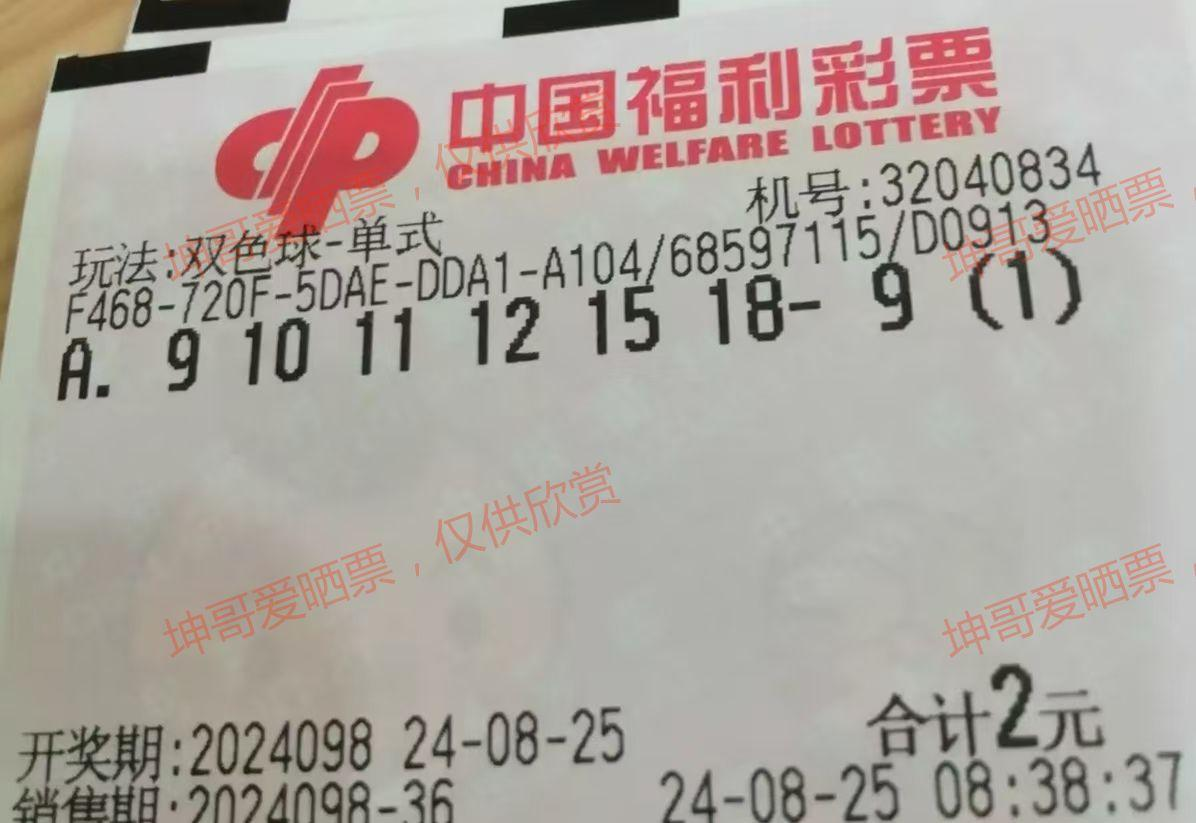 中国福利彩票
CHINA WELFARE LOTTERY
机号:32040834
玩法:双色球-单式
F468-720F-5DAE-DDA1-A104/68597115/D0913
A. 9 10 11 12 15 18- 9 (1)
坤哥爱晒票，仅供欣赏
坤哥爱晒票，
坤哥爱晒票，仅供欣赏
坤哥爱晒票，
合计2元
开奖期:2024098 24-08-25
销售期:2024098-36 24-08-25 08:38:37